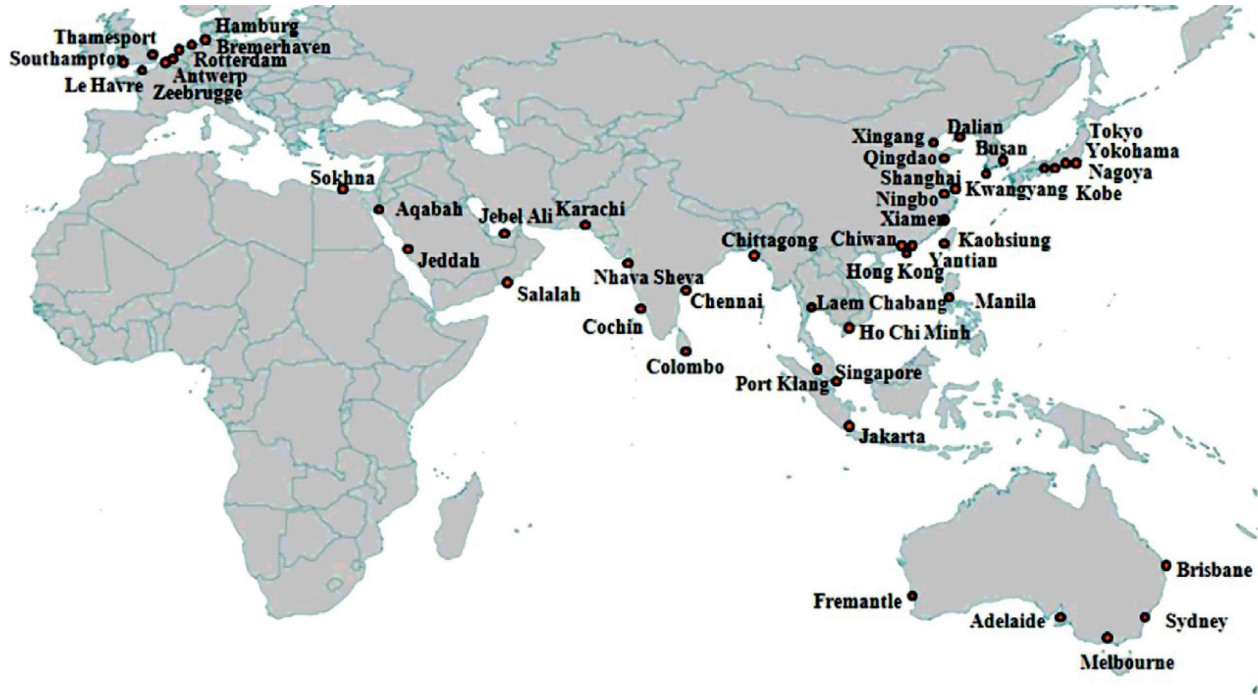 Hamburg
Thamesport
Bremerhaven
Southampton
Rotterdam
Antwerp
Le Havre
Zeebrugge
Dalian
Tokyo
Xingang
Busan
Yokohama
Qingdao
Nagoya
Shanghai
Kwangyang
Kobe
Sokhna
Ningbo
Aqabah
Jebel Ali
Karachi
Xiamen
Chittagong
Chiwan
Kaohsiung
Jeddah
Yantian
Hong Kong
Nhava Sheva
Salalah
Chennai
Laem Chabang
Manila
Cochin
Ho Chi Minh
Colombo
Singapore
Port Klang
Jakarta
Brisbane
Fremantle
Adelaide
Sydney
Melbourne